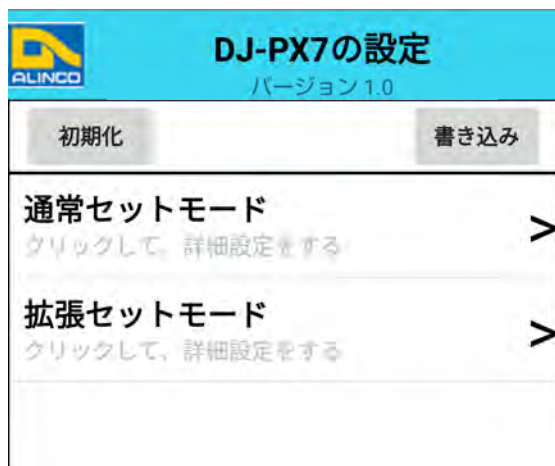 ALINCO
DJ-PX7の設定
バージョン 1.0
初期化
書き込み
通常セットモード
クリックして、詳細設定をする
>
拡張セットモード
クリックして、詳細設定をする
>